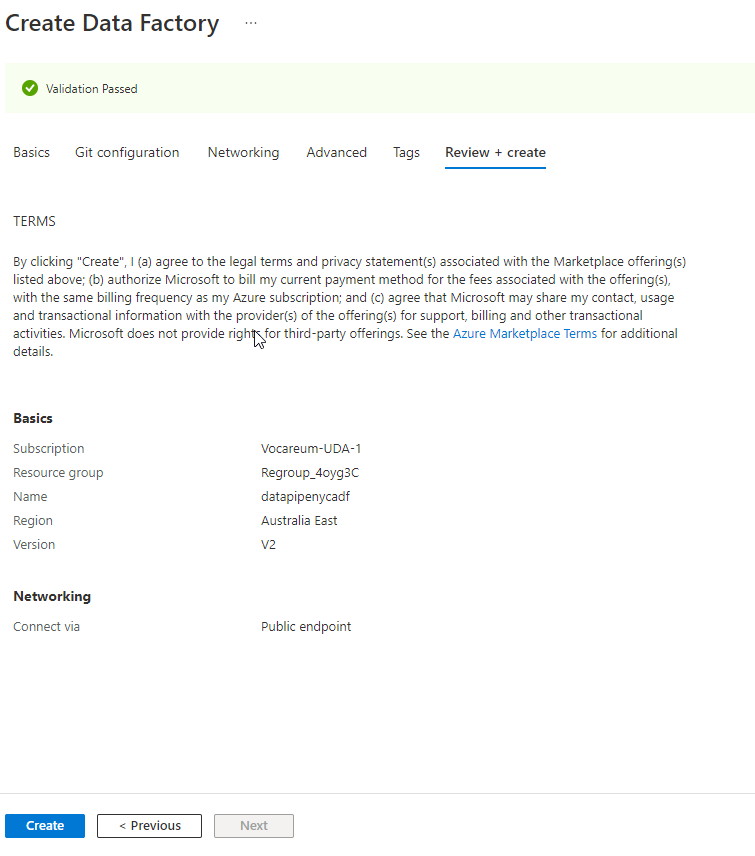 Create Data Factory ...
Validation Passed
Basics Git configuration Networking Advanced Tags Review + create
TERMS
By clicking "Create", I (a) agree to the legal terms and privacy statement(s) associated with the Marketplace offering(s)
listed above; (b) authorize Microsoft to bill my current payment method for the fees associated with the offering(s),
with the same billing frequency as my Azure subscription; and (c) agree that Microsoft may share my contact, usage
and transactional information with the provider(s) of the offering(s) for support, billing and other transactional
activities. Microsoft does not provide rights for third-party offerings. See the Azure Marketplace Terms for additional
details.
Basics
Subscription Vocareum-UDA-1
Resource group Regroup_4oyg3C
Name datapipenycadf
Region Australia East
Version V2
Networking
Connect via Public endpoint
Create < Previous Next